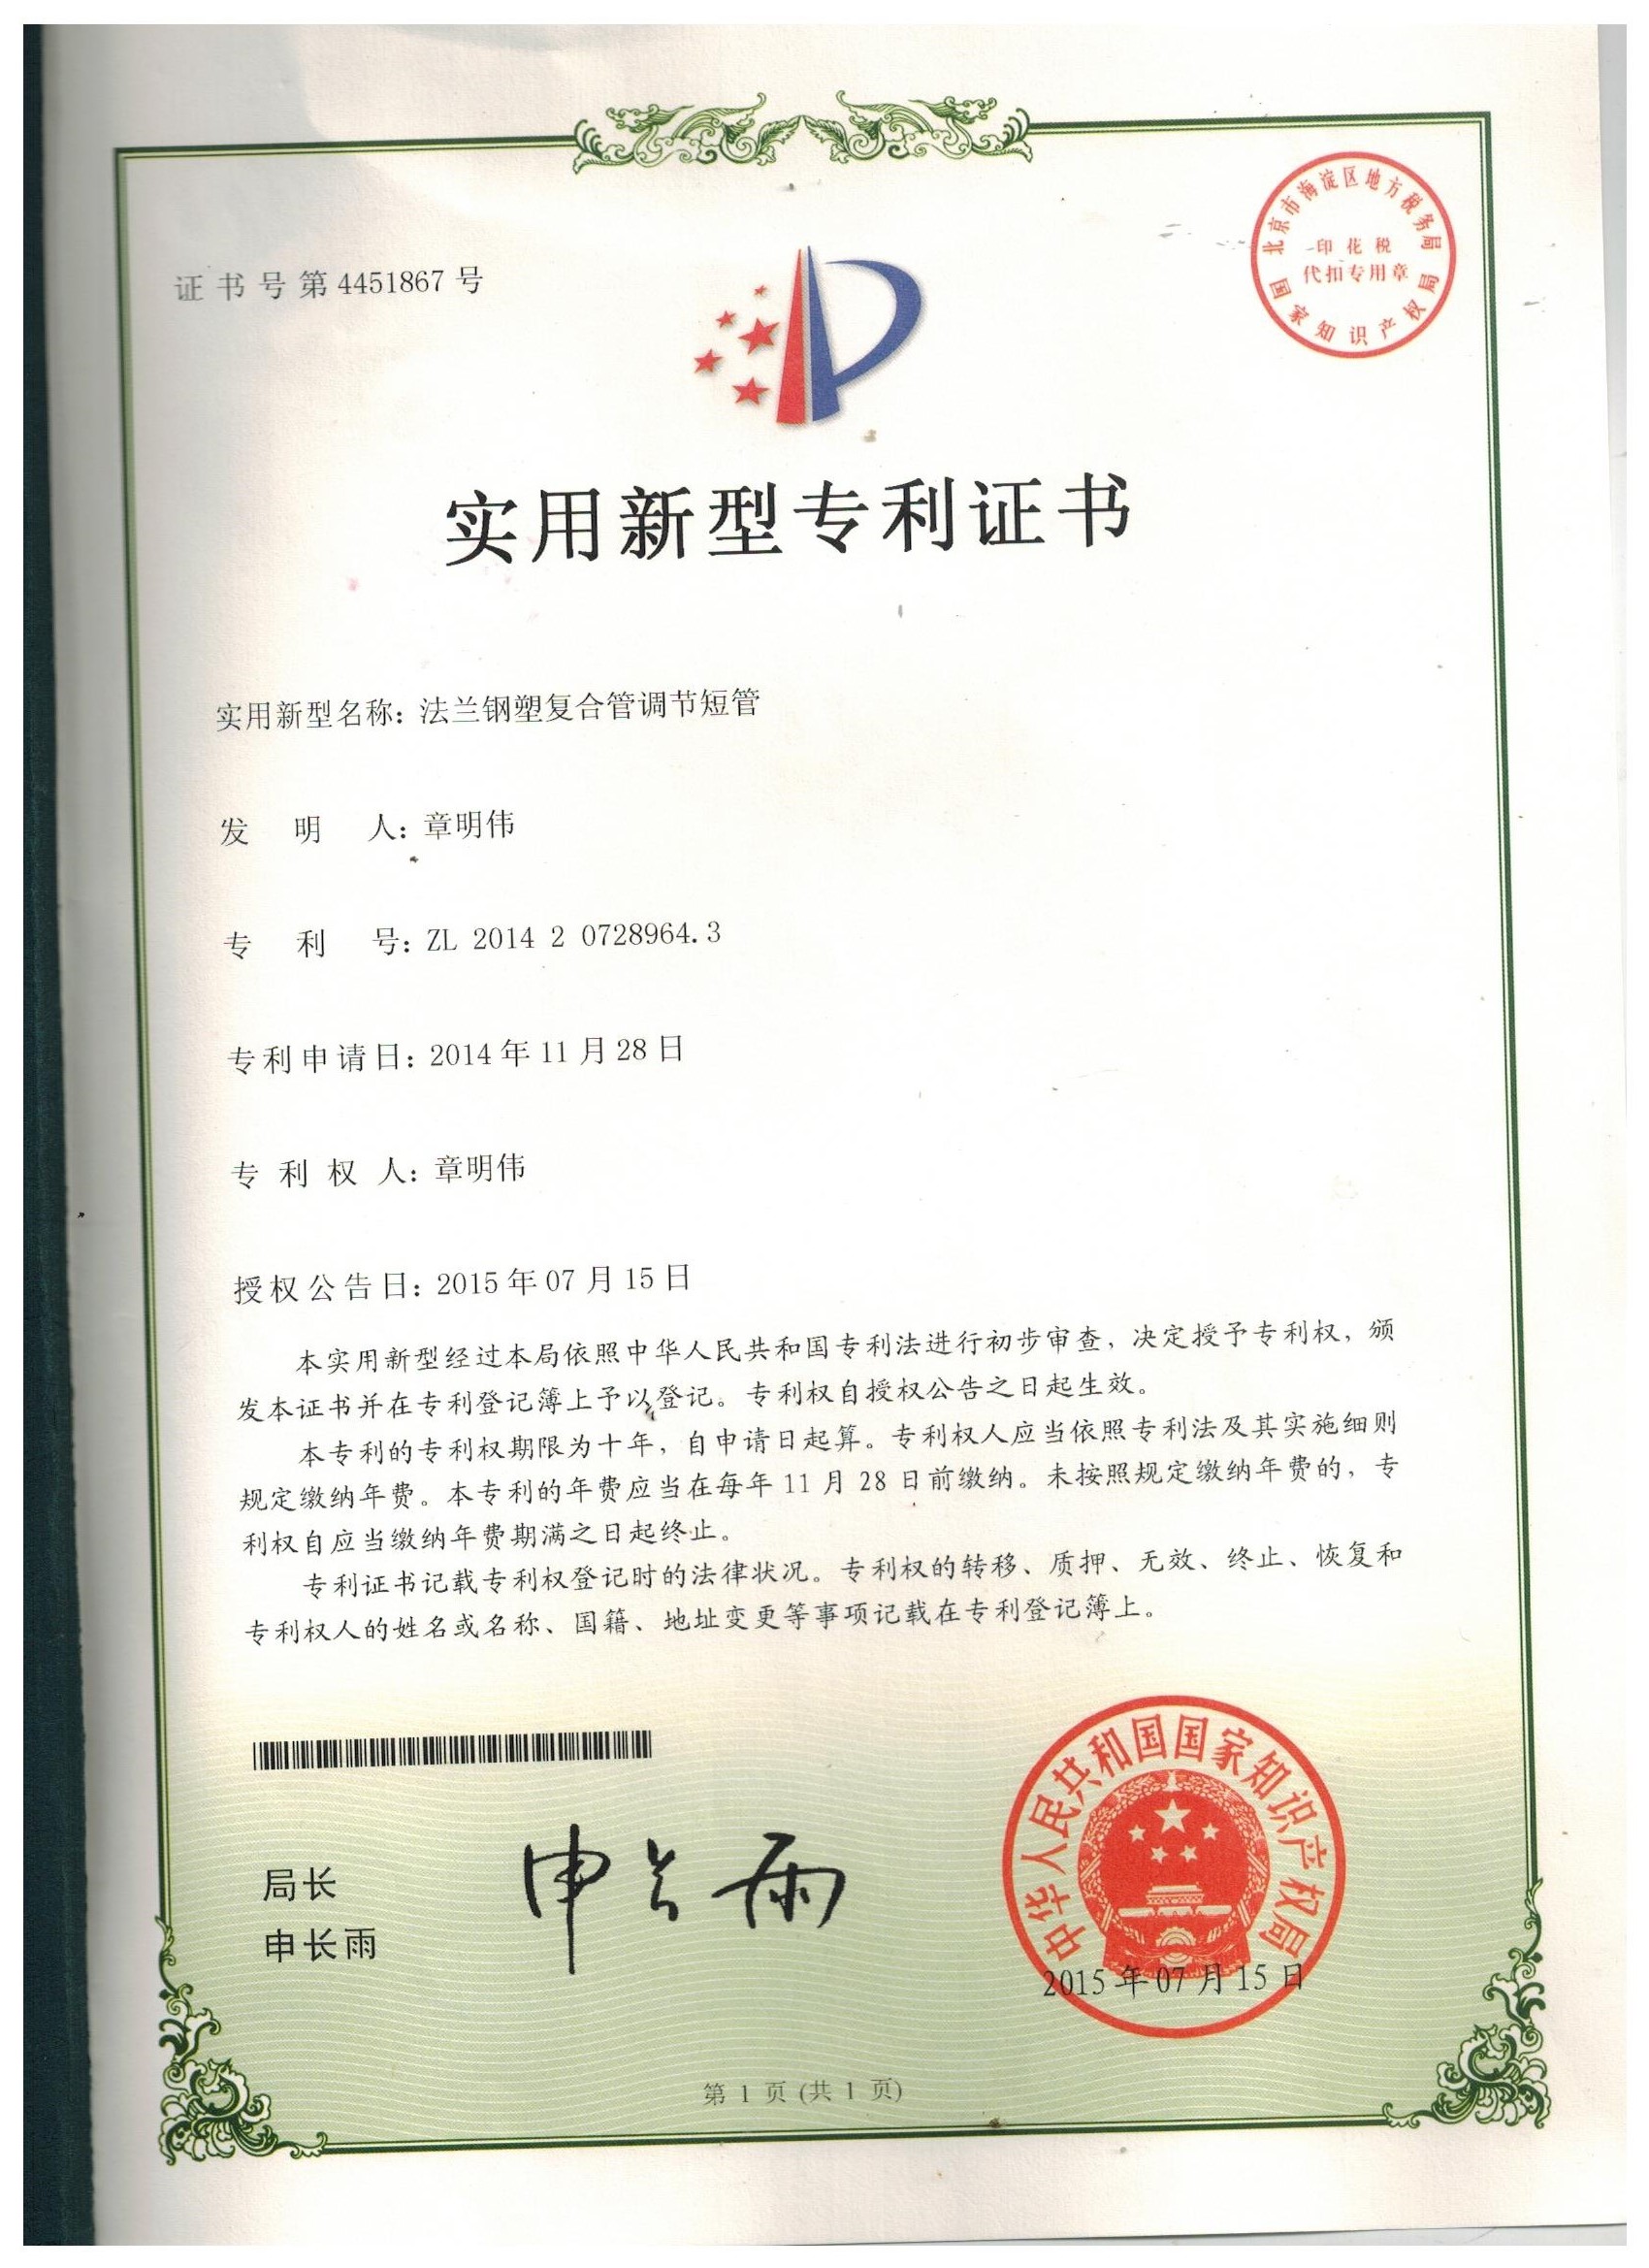 证书号第4451867号
北京市海淀区地方税务局
印花税
代扣专用章
国家知识产权局
实用新型专利证书
实用新型名称：法兰钢塑复合管调节短管
发明人：章明伟
专利号：ZL 2014 2 0728964.3
专利申请日：2014年11月28日
专利权人：章明伟
授权公告日：2015年07月15日
本实用新型经过本局依照中华人民共和国专利法进行初步审查，决定授予专利权，颁
发本证书并在专利登记簿上予以登记。专利权自授权公告之日起生效。
本专利的专利权期限为十年，自申请日起算。专利权人应当依照专利法及其实施细则
规定缴纳年费。本专利的年费应当在每年11月28日前缴纳。未按照规定缴纳年费的，专
利权自应当缴纳年费期满之日起终止。
专利证书记载专利权登记时的法律状况。专利权的转移、质押、无效、终止、恢复和
专利权人的姓名或名称、国籍、地址变更等事项记载在专利登记簿上。
局长
申长雨
申长雨
中华人民共和国国家知识产权局
2015年07月15日
第 1 页 (共 1 页)